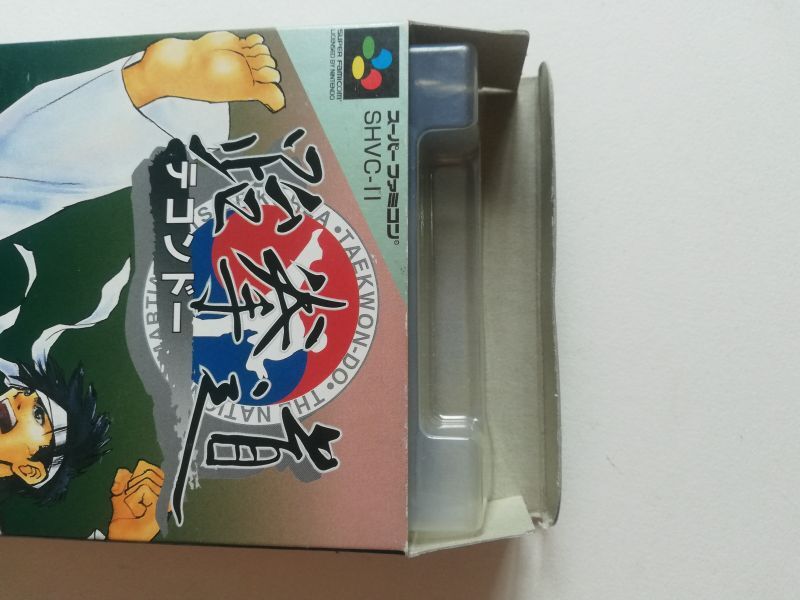 SUPER FAMICOM
LICENSED BY NINTENDO
スーパーファミコン®
SHVC-TI
跆拳道
テコンドー
TAEKWON-DO • THE NATIO
MARTIA